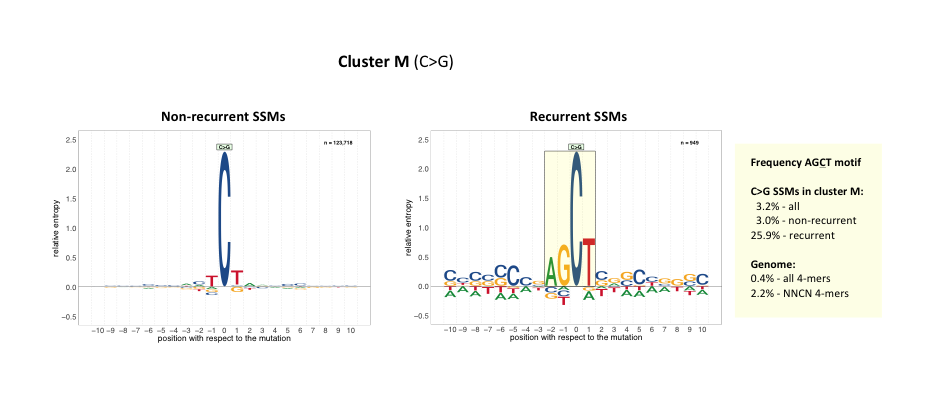 Cluster M (C>G)
Non-recurrent SSMs
2.5
2.0
1.5
1.0
0.5
0.0
−0.5
relative entropy
C>G
n = 123,718
C
T T
−10 −9 −8 −7 −6 −5 −4 −3 −2 −1 0 1 2 3 4 5 6 7 8 9 10
position with respect to the mutation
Recurrent SSMs
2.5
2.0
1.5
1.0
0.5
0.0
−0.5
relative entropy
C>G
n = 949
A G C T
−10 −9 −8 −7 −6 −5 −4 −3 −2 −1 0 1 2 3 4 5 6 7 8 9 10
position with respect to the mutation
Frequency AGCT motif
C>G SSMs in cluster M:
3.2% - all
3.0% - non-recurrent
25.9% - recurrent
Genome:
0.4% - all 4-mers
2.2% - NNCN 4-mers